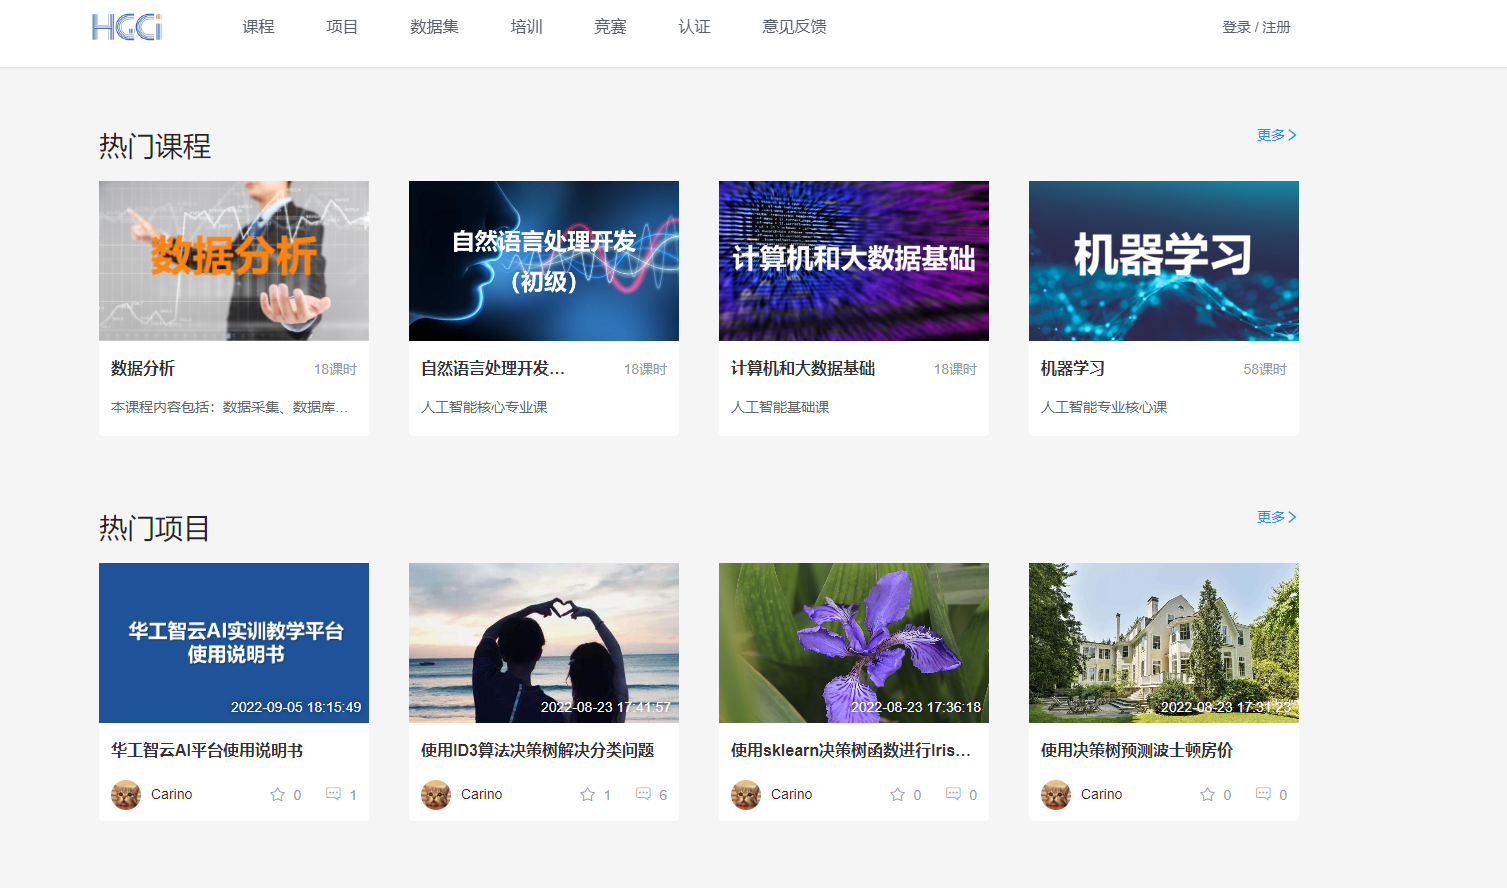 HGCi 课程 项目 数据集 培训 竞赛 认证 意见反馈 登录 / 注册
热门课程 更多
数据分析
自然语言处理开发
(初级)
计算机和大数据基础
机器学习
数据分析 18课时
本课程内容包括：数据采集、数据库...
自然语言处理开发... 18课时
人工智能核心专业课
计算机和大数据基础 18课时
人工智能基础课
机器学习 58课时
人工智能专业核心课
热门项目 更多
华工智云AI实训教学平台
使用说明书
2022-09-05 18:15:49
2022-08-23 17:41:57
2022-08-23 17:36:18
2022-08-23 17:31:23
华工智云AI平台使用说明书
Carino 0 1
使用ID3算法决策树解决分类问题
Carino 1 6
使用sklearn决策树函数进行Iris...
Carino 0 0
使用决策树预测波士顿房价
Carino 0 0